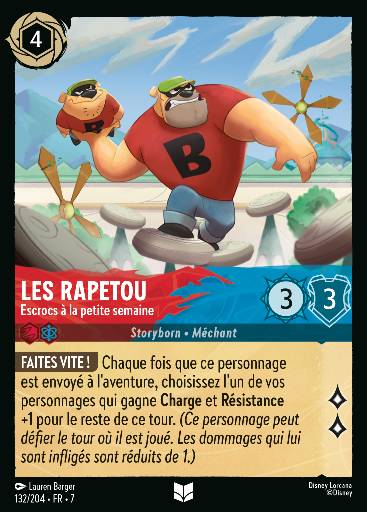 4
B
B
LES RAPETOU
Escrocs à la petite semaine
3
3
Storyborn • Méchant
FAITES VITE ! Chaque fois que ce personnage
est envoyé à l'aventure, choisissez l'un de vos
personnages qui gagne Charge et Résistance
+1 pour le reste de ce tour. (Ce personnage peut
défier le tour où il est joué. Les dommages qui lui
sont infligés sont réduits de 1.)
Lauren Barger
132/204 • FR • 7
Disney Lorcana
©Disney